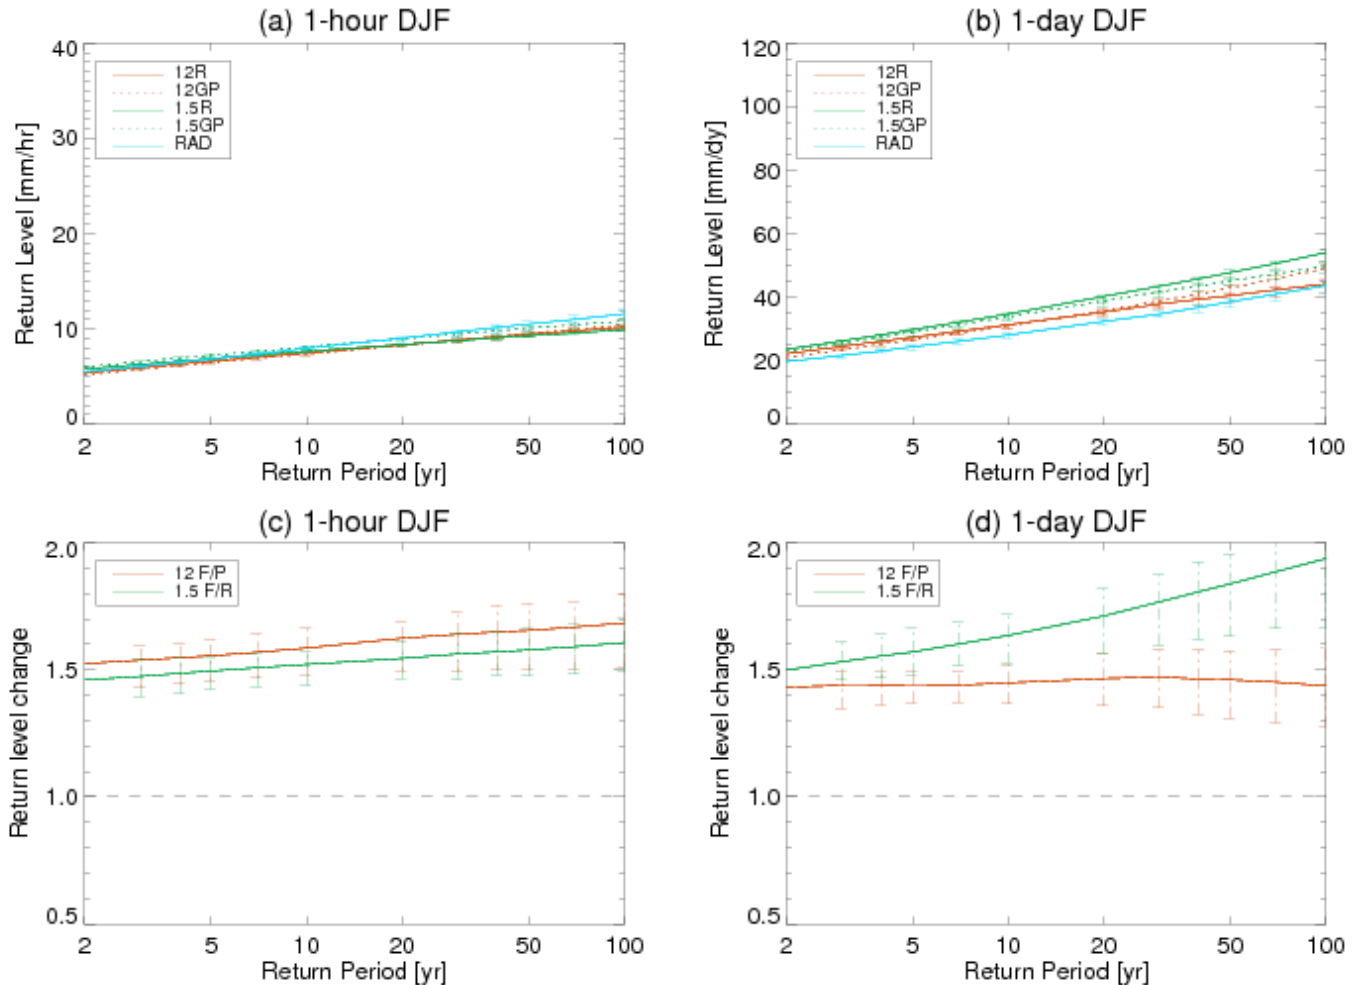 (a) 1-hour DJF
40
30
20
10
0
Return Level [mm/hr]
12R
12GP
1.5R
1.5GP
RAD
2 5 10 20 50 100
Return Period [yr]
(b) 1-day DJF
120
100
80
60
40
20
0
Return Level [mm/dy]
12R
12GP
1.5R
1.5GP
RAD
2 5 10 20 50 100
Return Period [yr]
(c) 1-hour DJF
2.0
1.5
1.0
0.5
Return level change
12 F/P
1.5 F/R
2 5 10 20 50 100
Return Period [yr]
(d) 1-day DJF
2.0
1.5
1.0
0.5
Return level change
12 F/P
1.5 F/R
2 5 10 20 50 100
Return Period [yr]